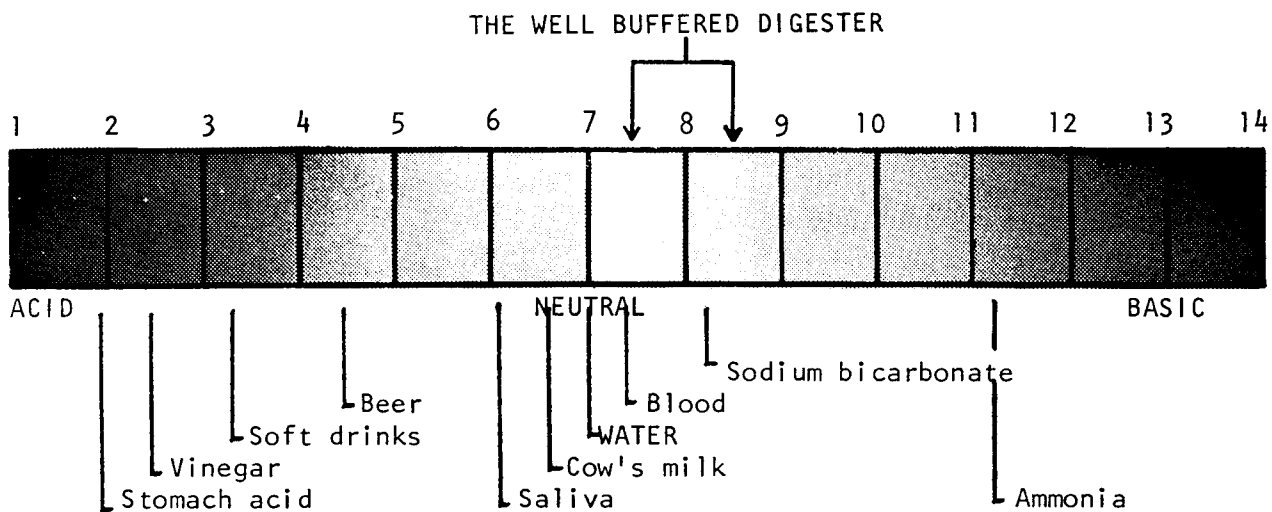 THE WELL BUFFERED DIGESTER
1 2 3 4 5 6 7 8 9 10 11 12 13 14
ACID NEUTRAL BASIC
Sodium bicarbonate
Beer Blood
Soft drinks WATER
Vinegar Cow's milk
Stomach acid Saliva Ammonia